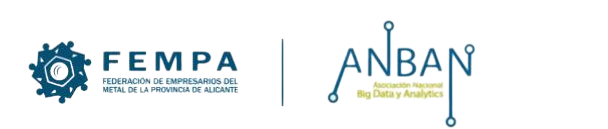 FEMPA
FEDERACIÓN DE EMPRESARIOS DEL
METAL DE LA PROVINCIA DE ALICANTE
ANBAN
Asociación Nacional
Big Data y Analytics